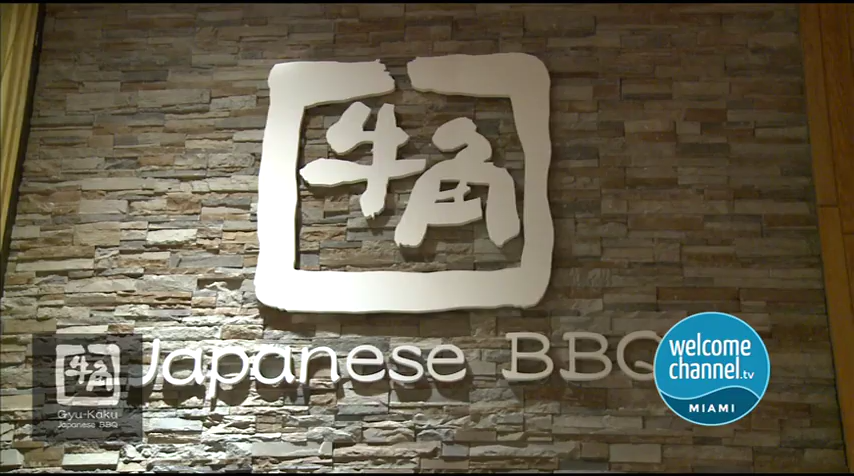 牛角
Japanese BBQ
牛角
Gyu-Kaku
Japanese BBQ
welcome
channel.tv
MIAMI